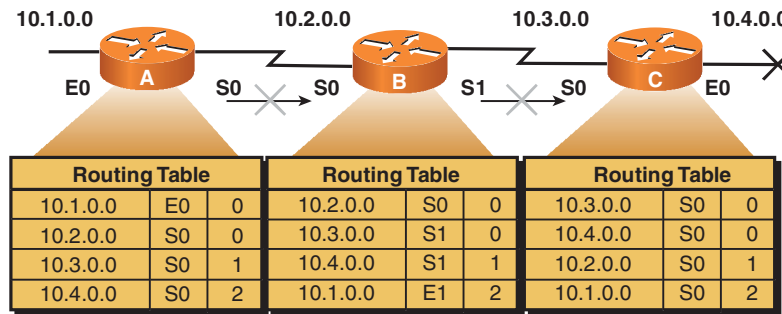 10.1.0.0 10.2.0.0 10.3.0.0 10.4.0.0
A B C
E0 S0 S0 S1 S0 E0
Routing Table Routing Table Routing Table
10.1.0.0 E0 0 10.2.0.0 S0 0 10.3.0.0 S0 0
10.2.0.0 S0 0 10.3.0.0 S1 0 10.4.0.0 S0 0
10.3.0.0 S0 1 10.4.0.0 S1 1 10.2.0.0 S0 1
10.4.0.0 S0 2 10.1.0.0 E1 2 10.1.0.0 S0 2